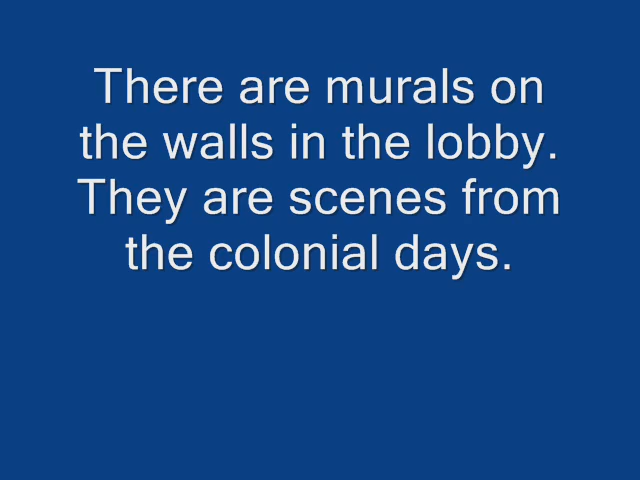 There are murals on
the walls in the lobby.
They are scenes from
the colonial days.